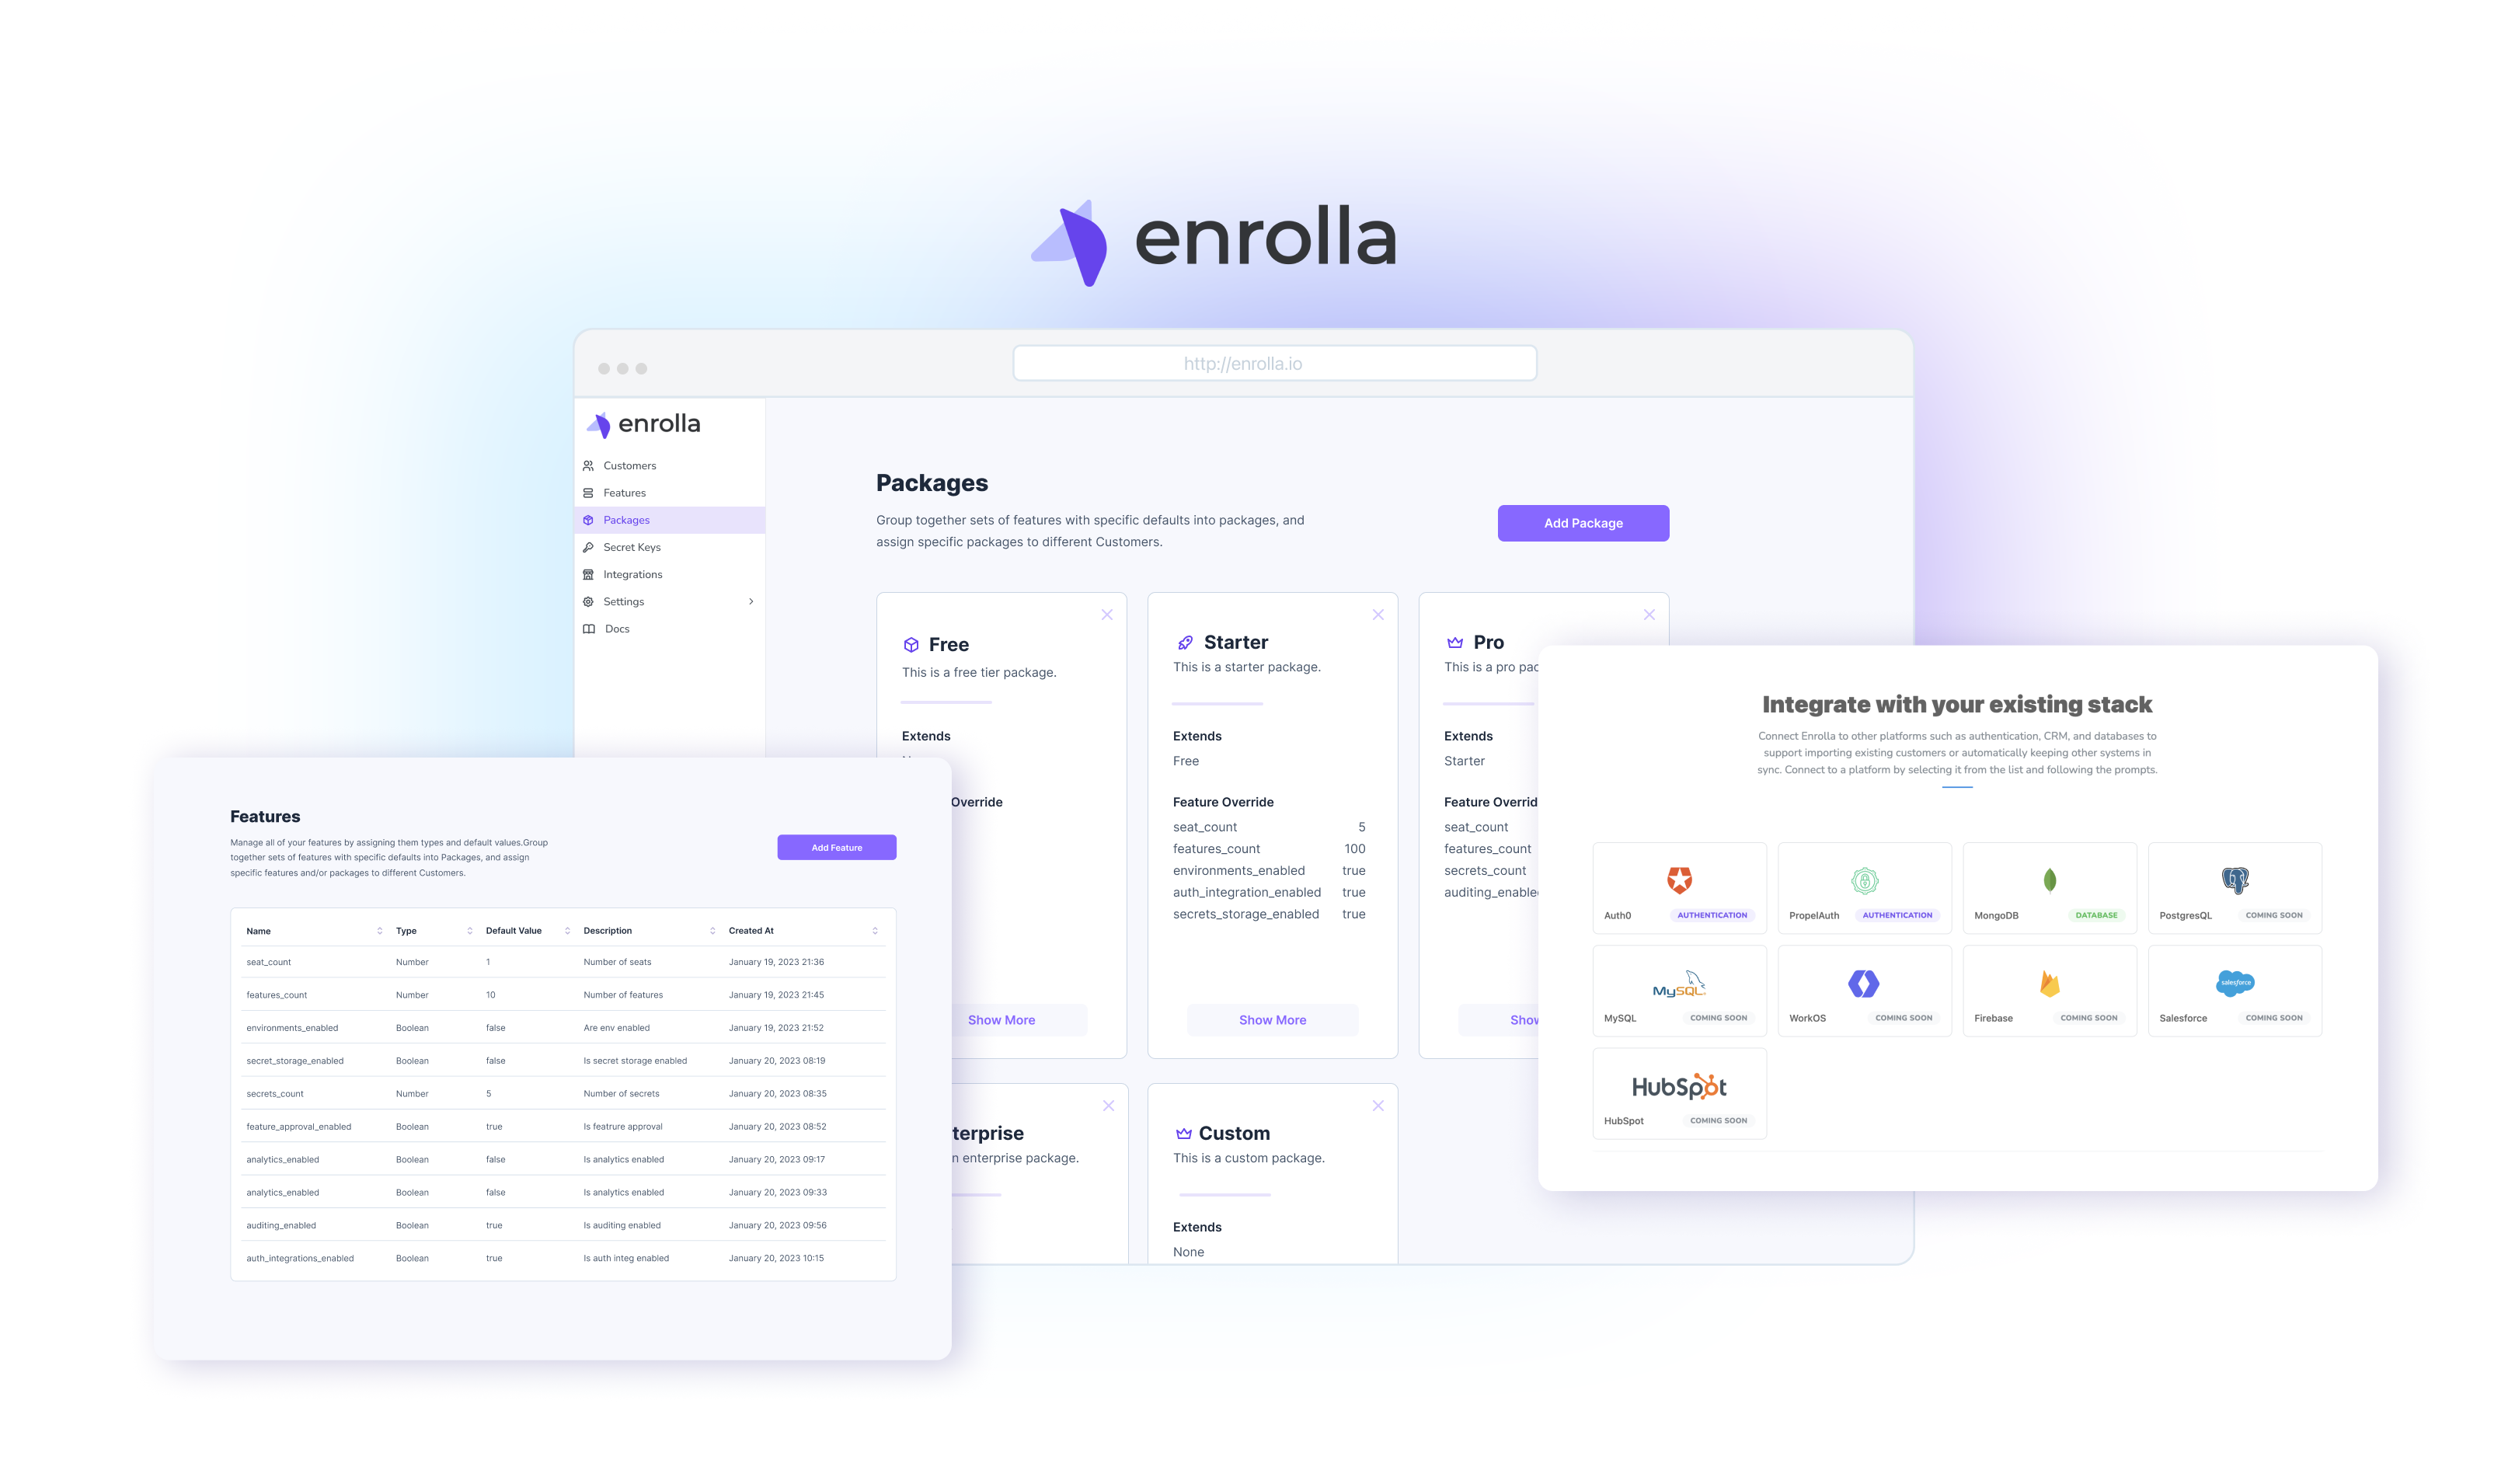 enrolla
http://enrolla.io
enrolla
Customers
Features
Packages
Secret Keys
Integrations
Settings
Docs
Packages
Group together sets of features with specific defaults into packages, and
assign specific packages to different Customers.
Add Package
Free
This is a free tier package.
Extends
Override
Show More
Starter
This is a starter package.
Extends
Free
Feature Override
seat_count 5
features_count 100
environments_enabled true
auth_integration_enabled true
secrets_storage_enabled true
Show More
Pro
This is a pro pac
Extends
Starter
Feature Overrid
seat_count
features_count
secrets_count
auditing_enable
Show
terprise
n enterprise package.
Custom
This is a custom package.
Extends
None
Features
Manage all of your features by assigning them types and default values.Group
together sets of features with specific defaults into Packages, and assign
specific features and/or packages to different Customers.
Add Feature
Name Type Default Value Description Created At
seat_count Number 1 Number of seats January 19, 2023 21:36
features_count Number 10 Number of features January 19, 2023 21:45
environments_enabled Boolean false Are env enabled January 19, 2023 21:52
secret_storage_enabled Boolean false Is secret storage enabled January 20, 2023 08:19
secrets_count Number 5 Number of secrets January 20, 2023 08:35
feature_approval_enabled Boolean true Is featrure approval January 20, 2023 08:52
analytics_enabled Boolean false Is analytics enabled January 20, 2023 09:17
analytics_enabled Boolean false Is analytics enabled January 20, 2023 09:33
auditing_enabled Boolean true Is auditing enabled January 20, 2023 09:56
auth_integrations_enabled Boolean true Is auth integ enabled January 20, 2023 10:15
Integrate with your existing stack
Connect Enrolla to other platforms such as authentication, CRM, and databases to
support importing existing customers or automatically keeping other systems in
sync. Connect to a platform by selecting it from the list and following the prompts.
Auth0 AUTHENTICATION
PropelAuth AUTHENTICATION
MongoDB DATABASE
PostgresQL COMING SOON
MySQL
MySQL COMING SOON
WorkOS COMING SOON
Firebase COMING SOON
salesforce
Salesforce COMING SOON
HubSpot
HubSpot COMING SOON